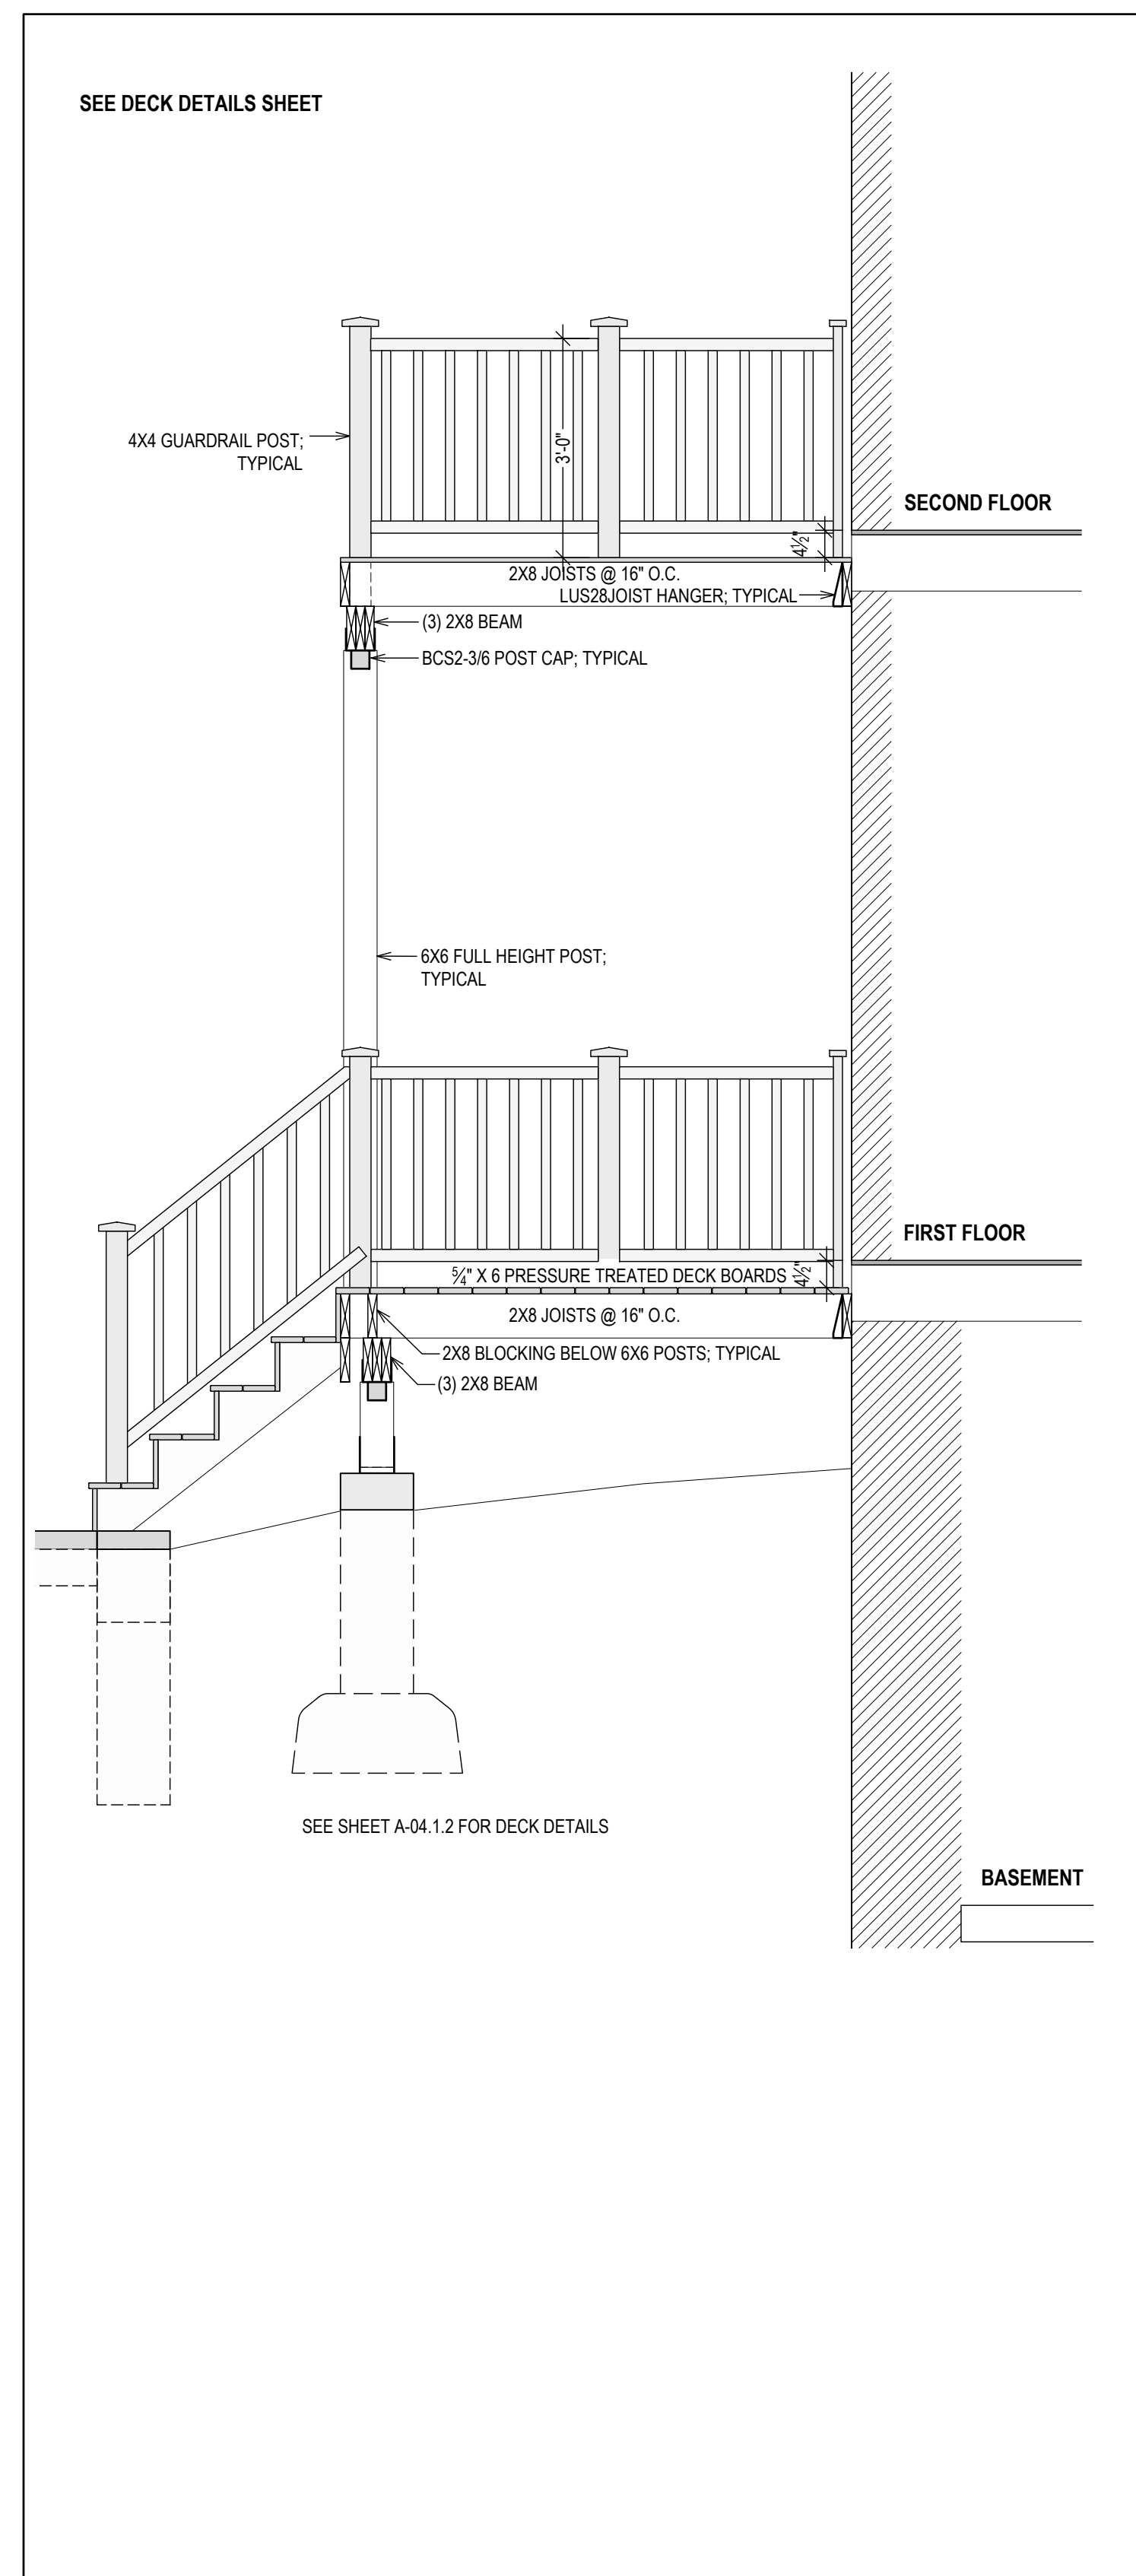 SEE DECK DETAILS SHEET
4X4 GUARDRAIL POST;
TYPICAL
3'-0"
SECOND FLOOR
4½"
2X8 JOISTS @ 16" O.C.
LUS28JOIST HANGER; TYPICAL
(3) 2X8 BEAM
BCS2-3/6 POST CAP; TYPICAL
6X6 FULL HEIGHT POST;
TYPICAL
FIRST FLOOR
5⁄4" X 6 PRESSURE TREATED DECK BOARDS
4½"
2X8 JOISTS @ 16" O.C.
2X8 BLOCKING BELOW 6X6 POSTS; TYPICAL
(3) 2X8 BEAM
SEE SHEET A-04.1.2 FOR DECK DETAILS
BASEMENT